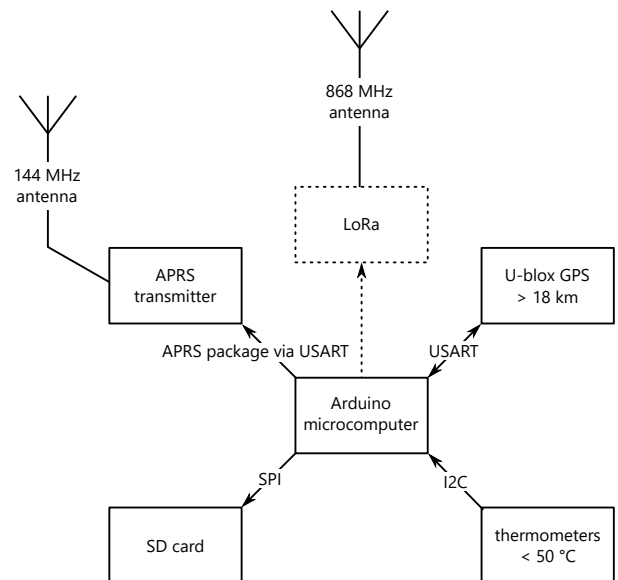 868 MHz
antenna
144 MHz
antenna
LoRa
APRS
transmitter
U-blox GPS
> 18 km
APRS package via USART
USART
Arduino
microcomputer
SPI
I2C
SD card
thermometers
< 50 °C